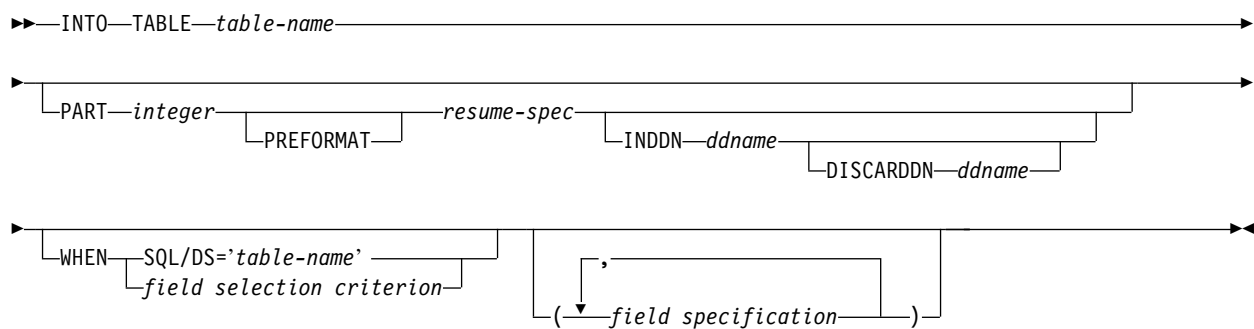 INTO TABLE table-name
PART integer PREFORMAT resume-spec INDDN ddname DISCARDDN ddname
WHEN SQL/DS='table-name'
field selection criterion
,
( field specification )